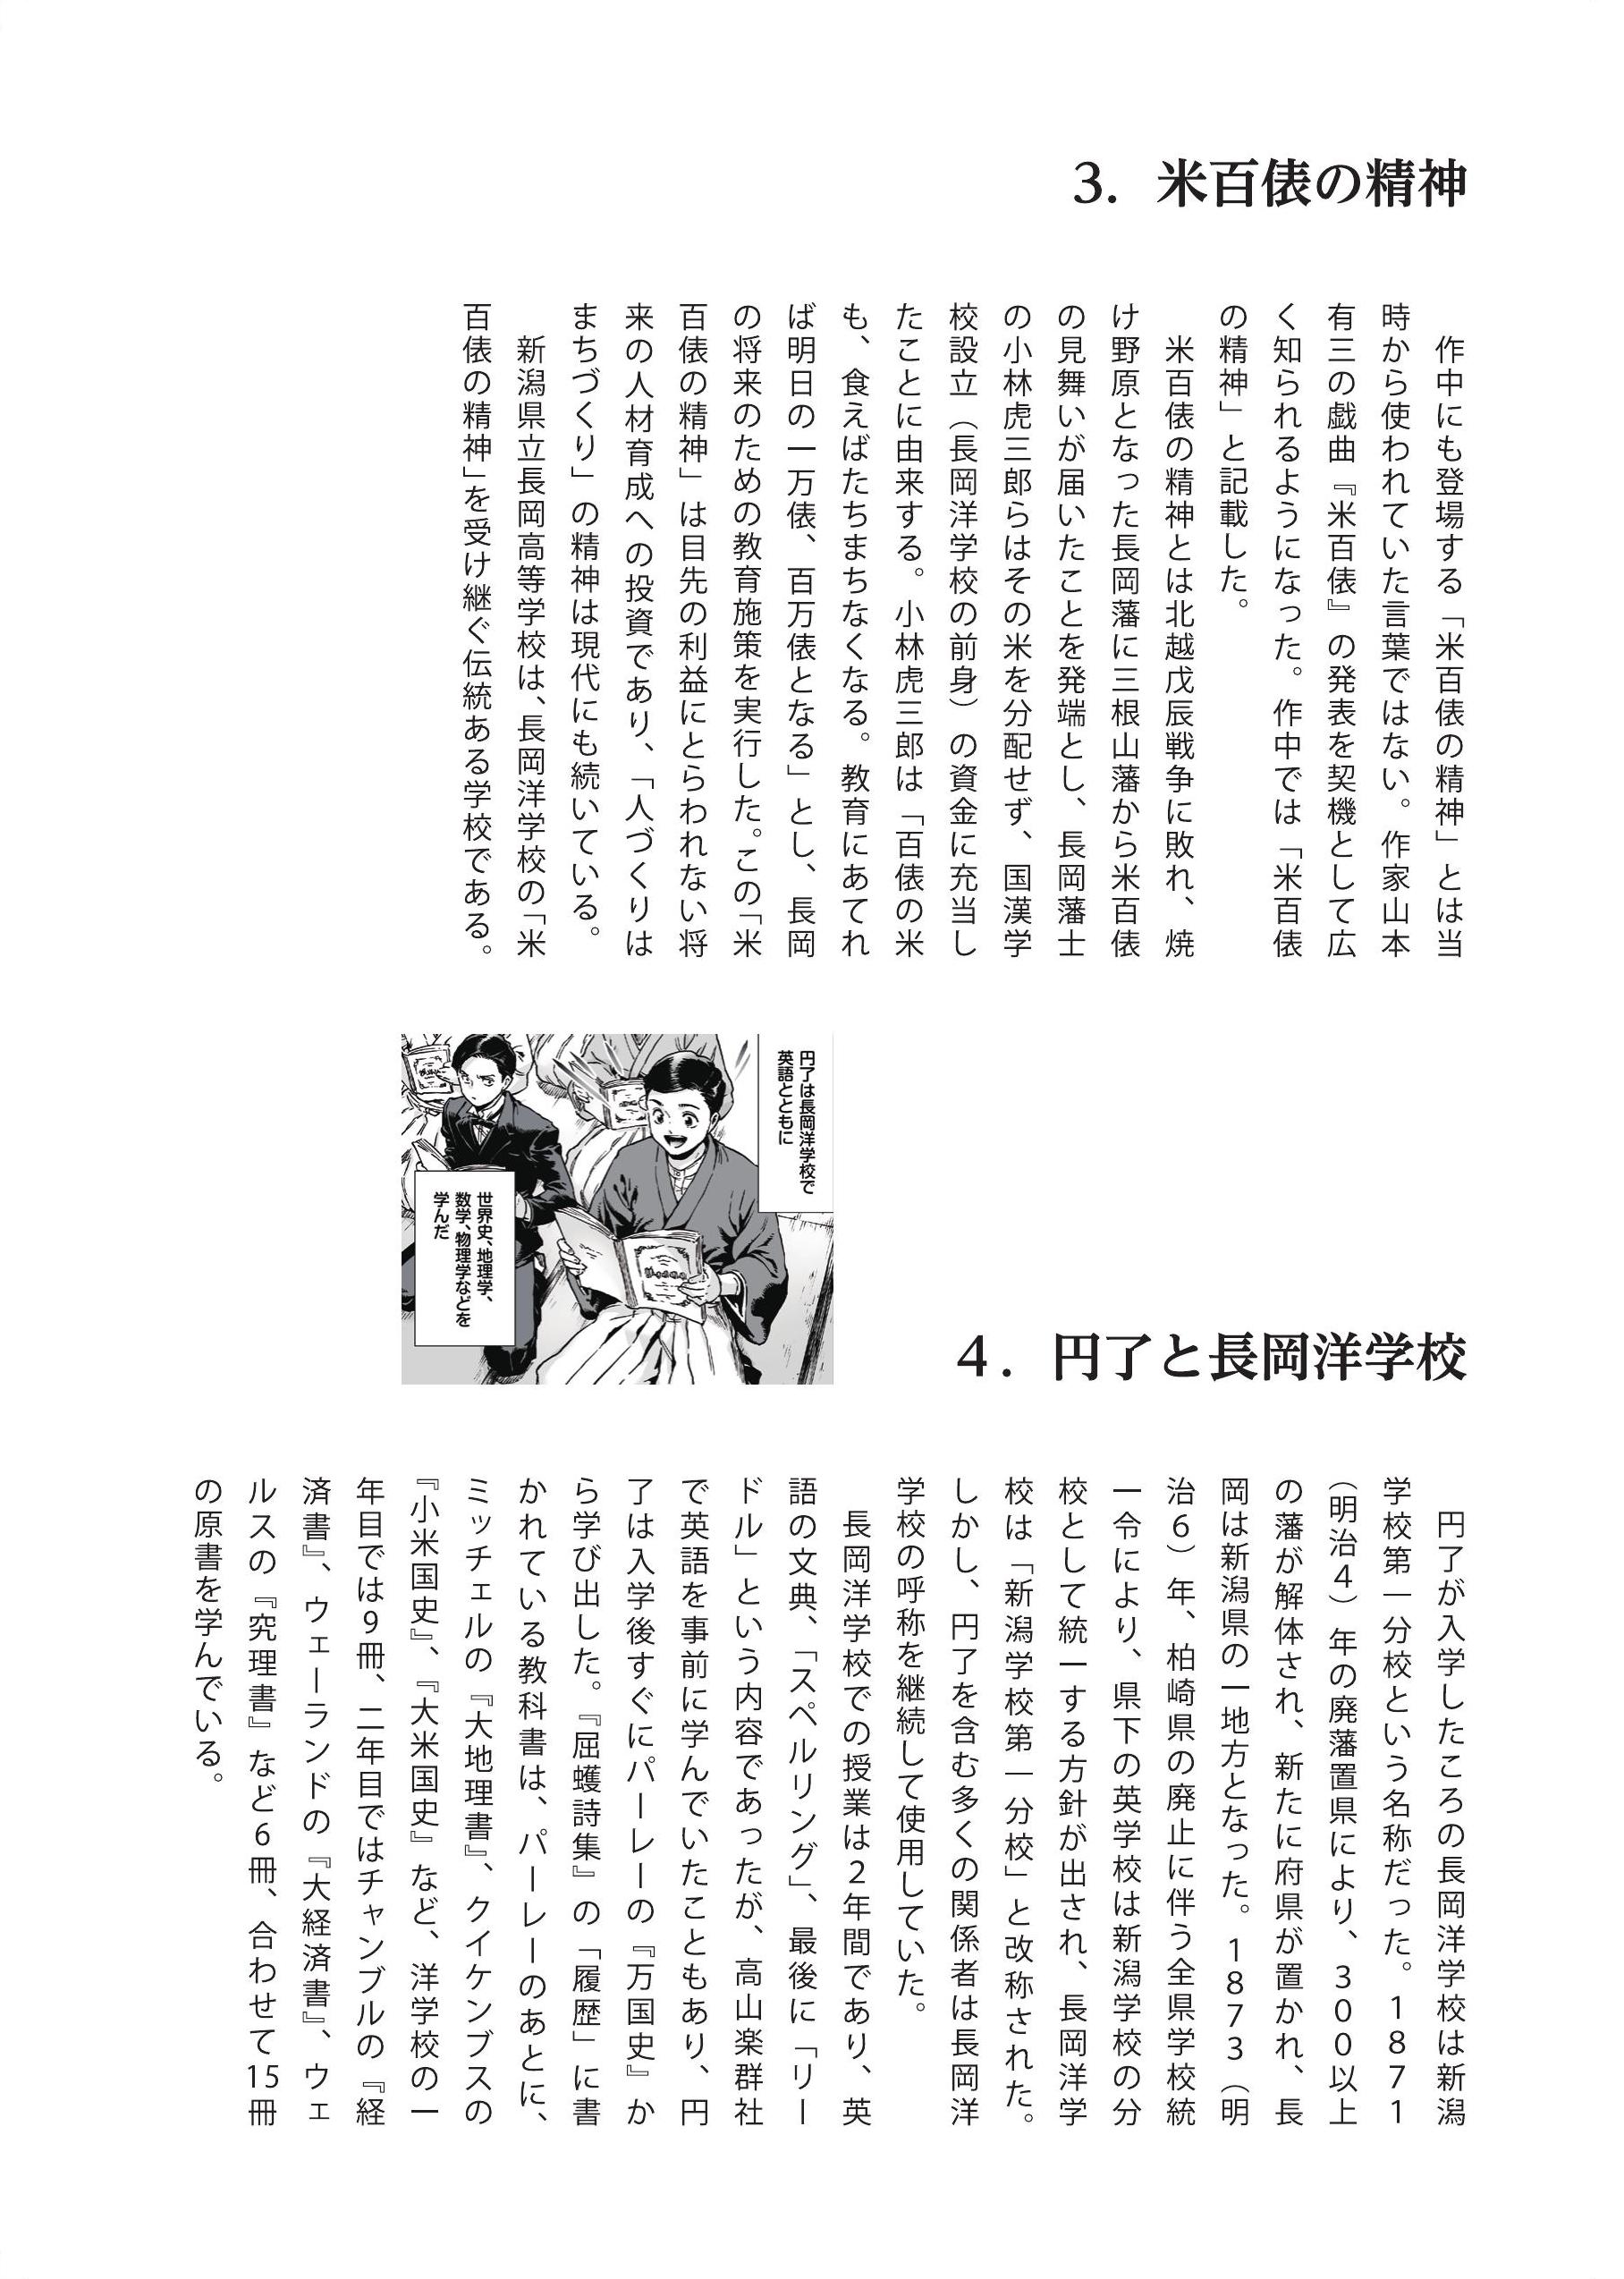 3．米百俵の精神
作中にも登場する「米百俵の精神」とは当
時から使われていた言葉ではない。作家山本
有三の戯曲『米百俵』の発表を契機として広
く知られるようになった。作中では「米百俵
の精神」と記載した。
米百俵の精神とは北越戊辰戦争に敗れ、焼
け野原となった長岡藩に三根山藩から米百俵
の見舞いが届いたことを発端とし、長岡藩士
の小林虎三郎らはその米を分配せず、国漢学
校設立（長岡洋学校の前身）の資金に充当し
たことに由来する。小林虎三郎は「百俵の米
も、食えばたちまちなくなる。教育にあてれ
ば明日の一万俵、百万俵となる」とし、長岡
の将来のための教育施策を実行した。この「米
百俵の精神」は目先の利益にとらわれない将
来の人材育成への投資であり、「人づくりは
まちづくり」の精神は現代にも続いている。
新潟県立長岡高等学校は、長岡洋学校の「米
百俵の精神」を受け継ぐ伝統ある学校である。
円了は長岡洋学校で
英語とともに
世界史、地理学、
数学、物理学などを
学んだ
4．円了と長岡洋学校
円了が入学したころの長岡洋学校は新潟
学校第一分校という名称だった。1871
（明治4）年の廃藩置県により、300以上
の藩が解体され、新たに府県が置かれ、長
岡は新潟県の一地方となった。1873（明
治6）年、柏崎県の廃止に伴う全県学校統
一令により、県下の英学校は新潟学校の分
校として統一する方針が出され、長岡洋学
校は「新潟学校第一分校」と改称された。
しかし、円了を含む多くの関係者は長岡洋
学校の呼称を継続して使用していた。
長岡洋学校での授業は2年間であり、英
語の文典、「スペルリング」、最後に「リー
ドル」という内容であったが、高山楽群社
で英語を事前に学んでいたこともあり、円
了は入学後すぐにパーレーの『万国史』か
ら学び出した。『屈蠖詩集』の「履歴」に書
かれている教科書は、パーレーのあとに、
ミッチェルの『大地理書』、クイケンブスの
『小米国史』、『大米国史』など、洋学校の一
年目では9冊、二年目ではチャンブルの『経
済書』、ウェーランドの『大経済書』、ウェ
ルスの『究理書』など6冊、合わせて15冊
の原書を学んでいる。